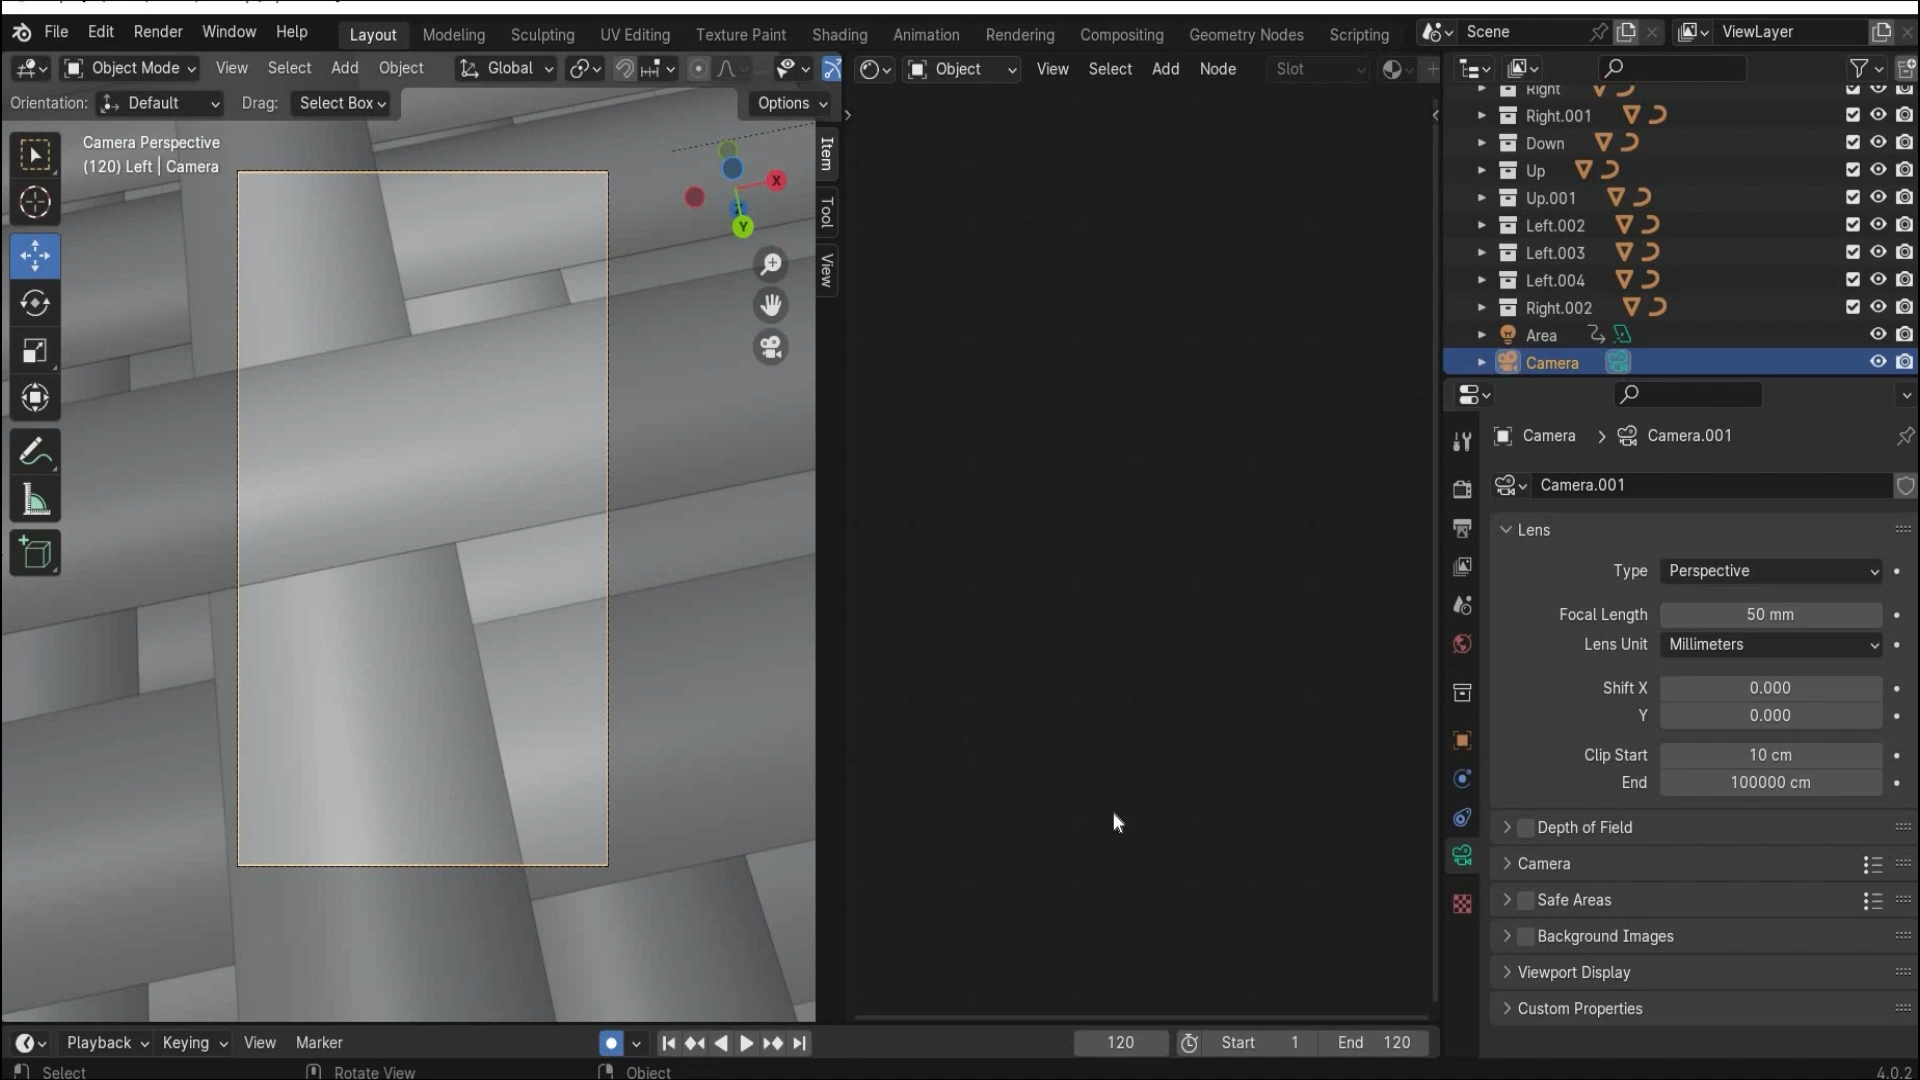 File Edit Render Window Help Layout Modeling Sculpting UV Editing Texture Paint Shading Animation Rendering Compositing Geometry Nodes Scripting Scene ViewLayer
Object Mode View Select Add Object Global Object View Select Add Node Slot
Orientation: Default Drag: Select Box Options
Camera Perspective
(120) Left | Camera
X
Y
Z
Item
Tool
View
Right
Right.001
Down
Up
Up.001
Left.002
Left.003
Left.004
Right.002
Area
Camera
Camera > Camera.001
Camera.001
Lens
Type Perspective
Focal Length 50 mm
Lens Unit Millimeters
Shift X 0.000
Y 0.000
Clip Start 10 cm
End 100000 cm
Depth of Field
Camera
Safe Areas
Background Images
Viewport Display
Custom Properties
Playback Keying View Marker 120 Start 1 End 120
Select Rotate View Object 4.0.2